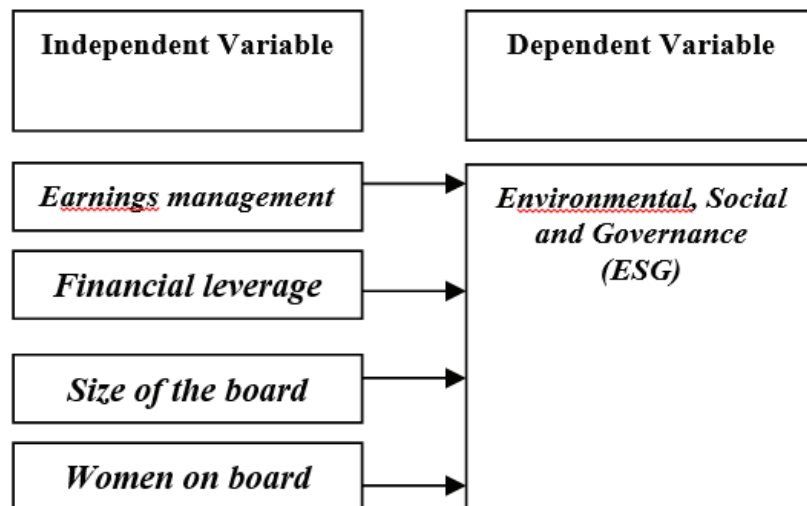 Independent Variable
Dependent Variable
Earnings management
Financial leverage
Size of the board
Women on board
Environmental, Social
and Governance
(ESG)